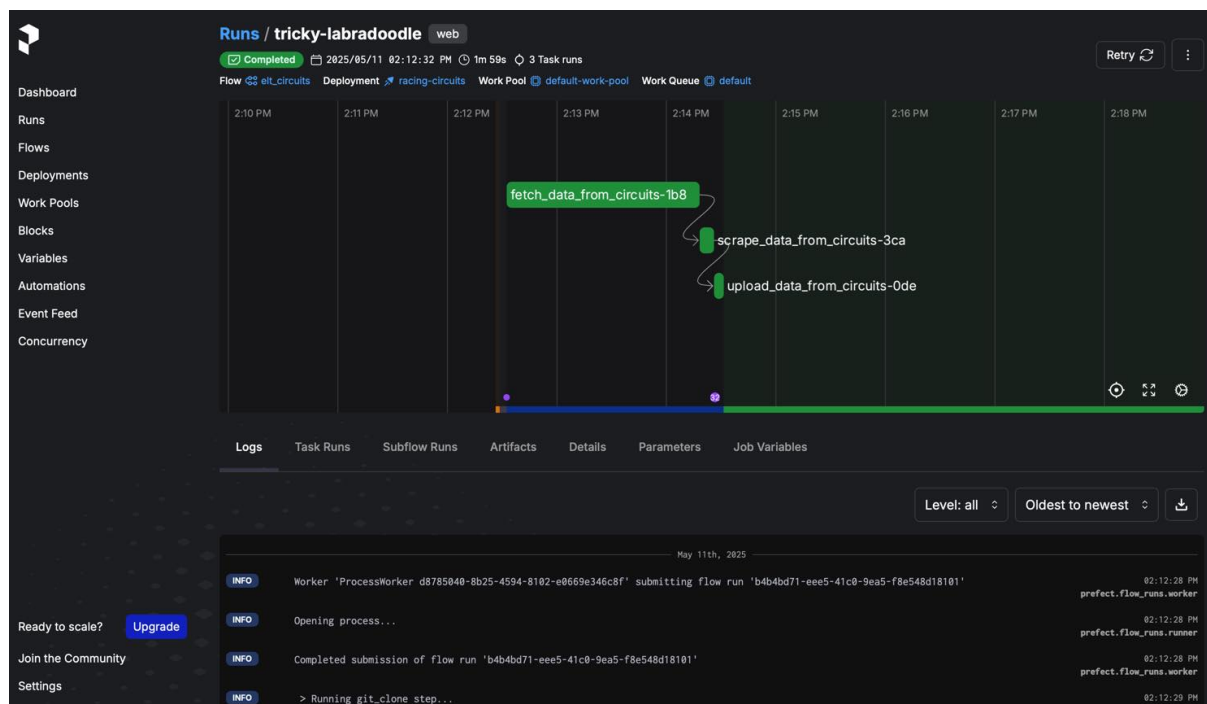 Runs / tricky-labradoodle web
Completed 2025/05/11 02:12:32 PM 1m 59s 3 Task runs
Retry
Flow elt_circuits Deployment racing-circuits Work Pool default-work-pool Work Queue default
Dashboard
Runs
Flows
Deployments
Work Pools
Blocks
Variables
Automations
Event Feed
Concurrency
2:10 PM 2:11 PM 2:12 PM 2:13 PM 2:14 PM 2:15 PM 2:16 PM 2:17 PM 2:18 PM
fetch_data_from_circuits-1b8
scrape_data_from_circuits-3ca
upload_data_from_circuits-0de
32
Logs Task Runs Subflow Runs Artifacts Details Parameters Job Variables
Level: all Oldest to newest
May 11th, 2025
INFO Worker 'ProcessWorker d8785040-8b25-4594-8102-e0669e346c8f' submitting flow run 'b4b4bd71-eee5-41c0-9ea5-f8e548d18101' 02:12:28 PM
prefect.flow_runs.worker
INFO Opening process... 02:12:28 PM
prefect.flow_runs.runner
INFO Completed submission of flow run 'b4b4bd71-eee5-41c0-9ea5-f8e548d18101' 02:12:28 PM
prefect.flow_runs.worker
INFO > Running git_clone step... 02:12:29 PM
Ready to scale? Upgrade
Join the Community
Settings